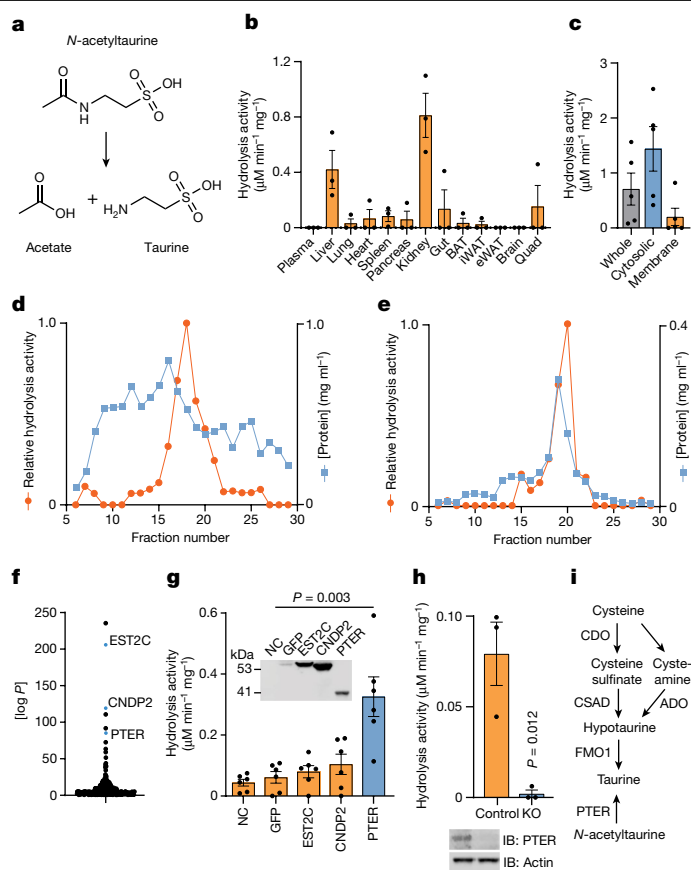 a
N-acetyltaurine
O
N
H
S
O
O
OH
O
OH
+
H2N
S
O
O
OH
Acetate
Taurine
b
Hydrolysis activity
(µM min−1 mg−1)
1.2
0.8
0.4
0
Plasma
Liver
Lung
Heart
Spleen
Pancreas
Kidney
Gut
BAT
iWAT
eWAT
Brain
Quad
c
Hydrolysis activity
(µM min−1 mg−1)
3
2
1
0
Whole
Cytosolic
Membrane
d
Relative hydrolysis activity
1.0
0
5
10
15
20
25
30
Fraction number
1.0
0
[Protein] (mg ml−1)
e
Relative hydrolysis activity
1.0
0
5
10
15
20
25
30
Fraction number
0.4
0
[Protein] (mg ml−1)
f
[log P]
250
200
150
100
50
0
EST2C
CNDP2
PTER
g
P = 0.003
Hydrolysis activity
(µM min−1 mg−1)
0.6
0.4
0.2
0
kDa
53
41
NC
GFP
EST2C
CNDP2
PTER
NC
GFP
EST2C
CNDP2
PTER
h
Hydrolysis activity (µM min−1 mg−1)
0.10
0.05
0
P = 0.012
Control KO
IB: PTER
IB: Actin
i
Cysteine
CDO
Cysteine
sulfinate
Cyste-
amine
CSAD
ADO
Hypotaurine
FMO1
Taurine
PTER
N-acetyltaurine